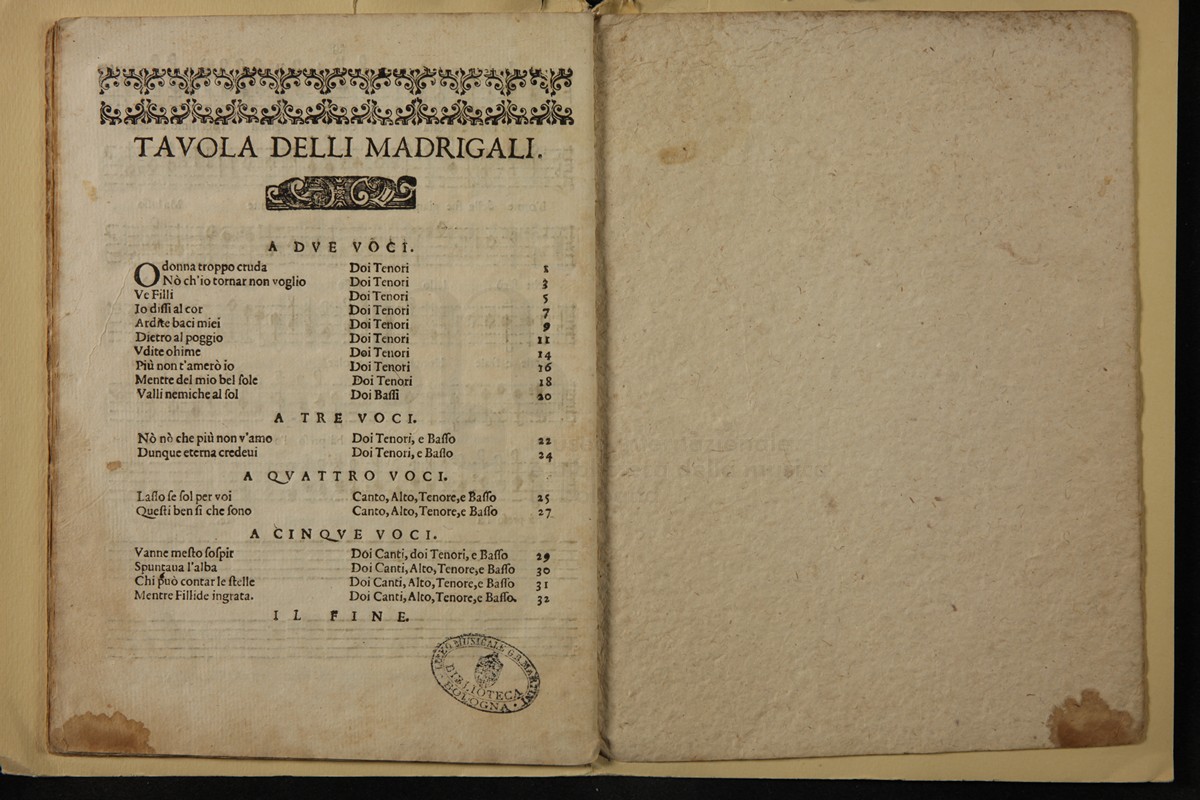 TAVOLA DELLI MADRIGALI.
A DVE VOCI.
O donna troppo cruda Doi Tenori 1
Nò ch'io tornar non voglio Doi Tenori 3
Ve Filli Doi Tenori 5
Io dissi al cor Doi Tenori 7
Ardite baci miei Doi Tenori 9
Dietro al poggio Doi Tenori 11
Vdite ohime Doi Tenori 14
Più non t'amerò io Doi Tenori 16
Mentre del mio bel sole Doi Tenori 18
Valli nemiche al sol Doi Bassi 20
A TRE VOCI.
Nò nò che più non v'amo Doi Tenori, e Basso 22
Dunque eterna credeui Doi Tenori, e Basso 24
A QVATTRO VOCI.
Lasso se sol per voi Canto, Alto, Tenore, e Basso 25
Questi ben si che sono Canto, Alto, Tenore, e Basso 27
A CINQVE VOCI.
Vanne mesto sospir Doi Canti, doi Tenori, e Basso 29
Spuntaua l'alba Doi Canti, Alto, Tenore, e Basso 30
Chi può contar le stelle Doi Canti, Alto, Tenore, e Basso 31
Mentre Fillide ingrata. Doi Canti, Alto, Tenore, e Basso. 32
IL FINE.
LICEO MUSICALE G.B. MARTINI
BIBLIOTECA
BOLOGNA